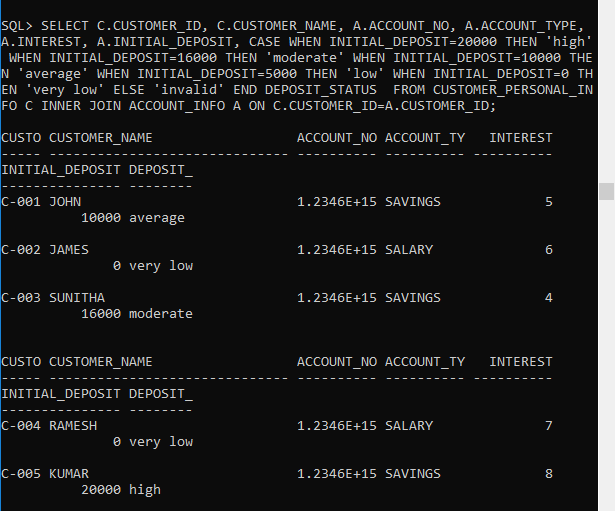 SQL> SELECT C.CUSTOMER_ID, C.CUSTOMER_NAME, A.ACCOUNT_NO, A.ACCOUNT_TYPE,
A.INTEREST, A.INITIAL_DEPOSIT, CASE WHEN INITIAL_DEPOSIT=20000 THEN 'high'
 WHEN INITIAL_DEPOSIT=16000 THEN 'moderate' WHEN INITIAL_DEPOSIT=10000 THE
N 'average' WHEN INITIAL_DEPOSIT=5000 THEN 'low' WHEN INITIAL_DEPOSIT=0 TH
EN 'very low' ELSE 'invalid' END DEPOSIT_STATUS  FROM CUSTOMER_PERSONAL_IN
FO C INNER JOIN ACCOUNT_INFO A ON C.CUSTOMER_ID=A.CUSTOMER_ID;

CUSTO CUSTOMER_NAME                  ACCOUNT_NO ACCOUNT_TY   INTEREST
----- ------------------------------ ---------- ---------- ----------
INITIAL_DEPOSIT DEPOSIT_
--------------- --------
C-001 JOHN                           1.2346E+15 SAVINGS             5
          10000 average

C-002 JAMES                          1.2346E+15 SALARY              6
              0 very low

C-003 SUNITHA                        1.2346E+15 SAVINGS             4
          16000 moderate


CUSTO CUSTOMER_NAME                  ACCOUNT_NO ACCOUNT_TY   INTEREST
----- ------------------------------ ---------- ---------- ----------
INITIAL_DEPOSIT DEPOSIT_
--------------- --------
C-004 RAMESH                         1.2346E+15 SALARY              7
              0 very low

C-005 KUMAR                          1.2346E+15 SAVINGS             8
          20000 high